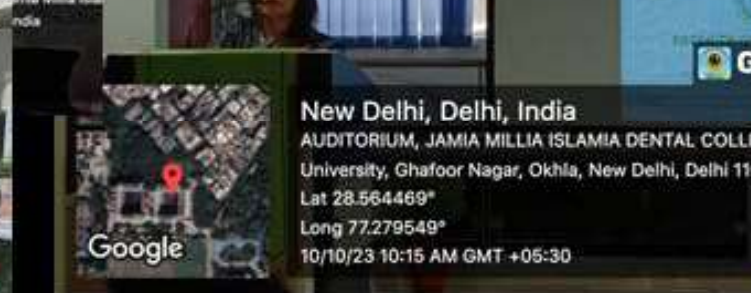 ndia
G
New Delhi, Delhi, India
AUDITORIUM, JAMIA MILLIA ISLAMIA DENTAL COLL
University, Ghafoor Nagar, Okhla, New Delhi, Delhi 11
Lat 28.564469°
Long 77.279549°
10/10/23 10:15 AM GMT +05:30
Google